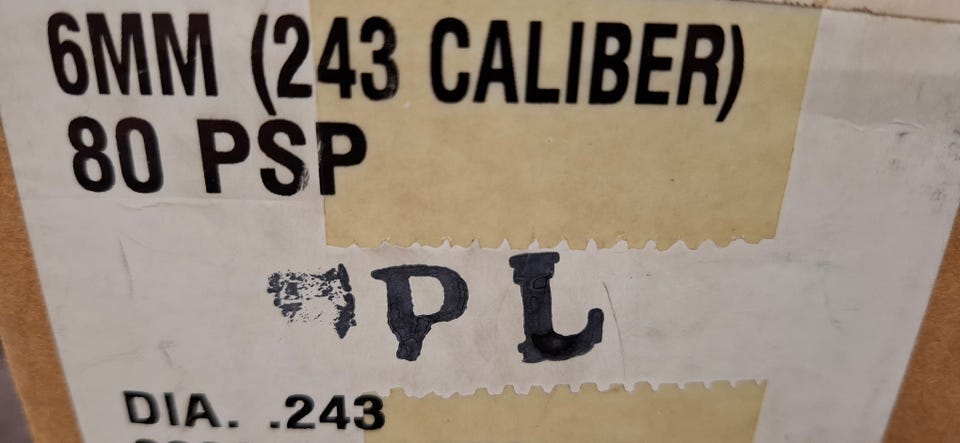 6MM (243 CALIBER)
80 PSP
PL
DIA. .243